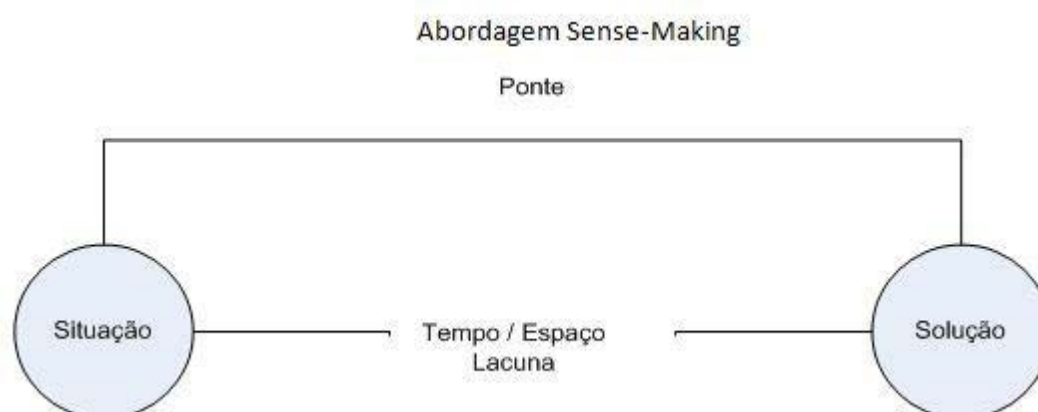 Abordagem Sense-Making
Ponte
Situação
Tempo / Espaço
Lacuna
Solução